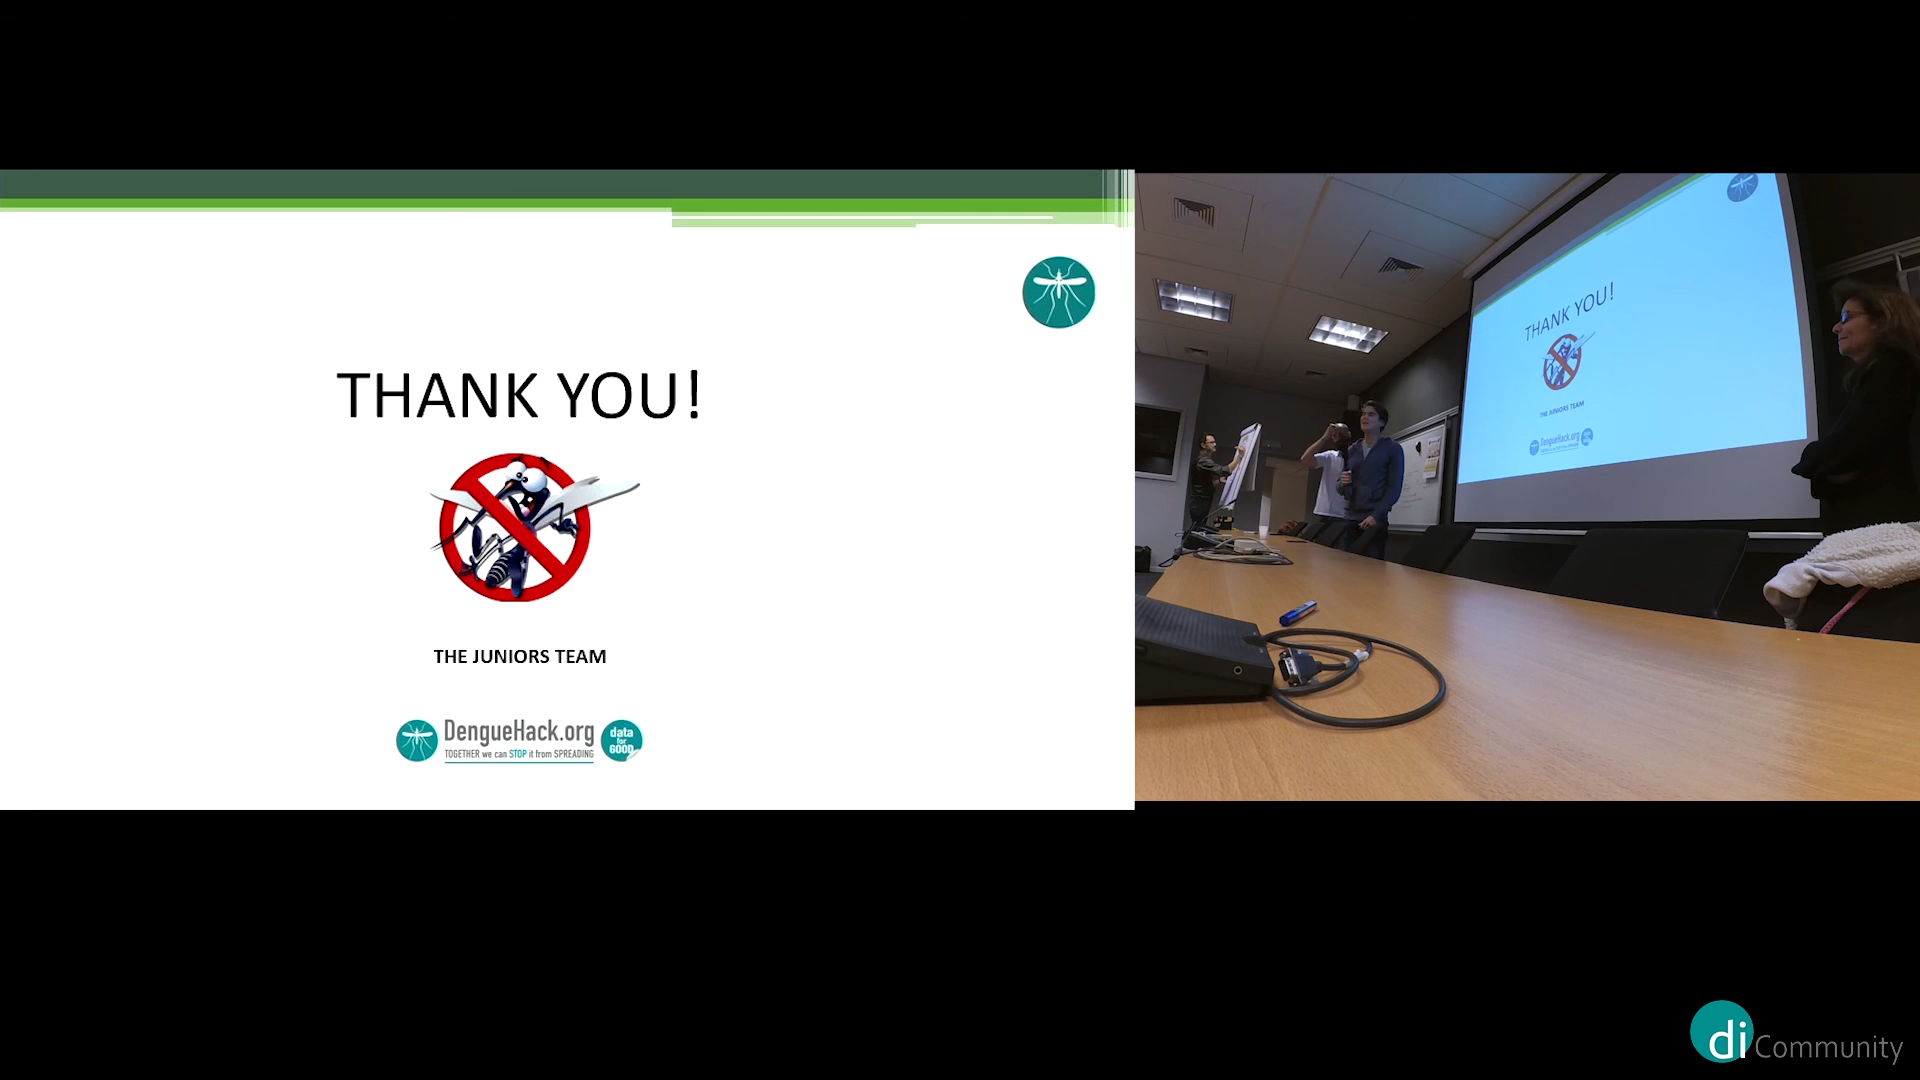 THANK YOU!
THE JUNIORS TEAM
DengueHack.org
TOGETHER we can STOP it from SPREADING
data
for
GOOD
THANK YOU!
THE JUNIORS TEAM
DengueHack.org
di Community